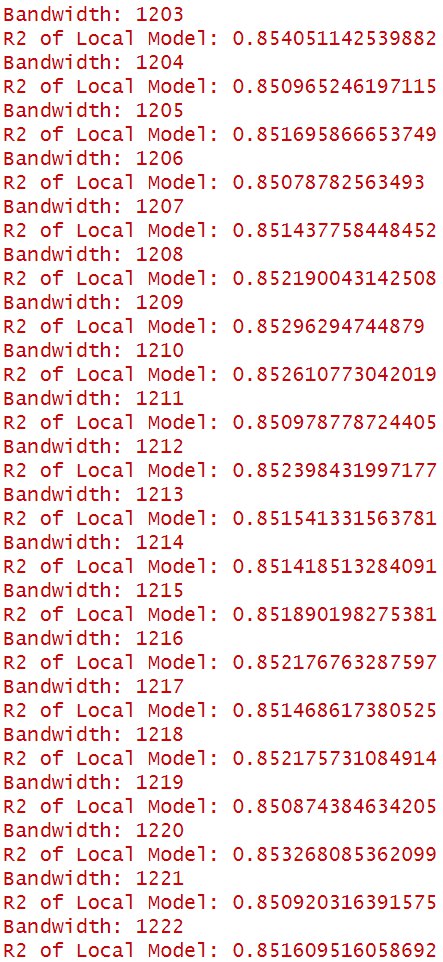 Bandwidth: 1203
R2 of Local Model: 0.854051142539882
Bandwidth: 1204
R2 of Local Model: 0.850965246197115
Bandwidth: 1205
R2 of Local Model: 0.851695866653749
Bandwidth: 1206
R2 of Local Model: 0.85078782563493
Bandwidth: 1207
R2 of Local Model: 0.851437758448452
Bandwidth: 1208
R2 of Local Model: 0.852190043142508
Bandwidth: 1209
R2 of Local Model: 0.85296294744879
Bandwidth: 1210
R2 of Local Model: 0.852610773042019
Bandwidth: 1211
R2 of Local Model: 0.850978778724405
Bandwidth: 1212
R2 of Local Model: 0.852398431997177
Bandwidth: 1213
R2 of Local Model: 0.851541331563781
Bandwidth: 1214
R2 of Local Model: 0.851418513284091
Bandwidth: 1215
R2 of Local Model: 0.851890198275381
Bandwidth: 1216
R2 of Local Model: 0.852176763287597
Bandwidth: 1217
R2 of Local Model: 0.851468617380525
Bandwidth: 1218
R2 of Local Model: 0.852175731084914
Bandwidth: 1219
R2 of Local Model: 0.850874384634205
Bandwidth: 1220
R2 of Local Model: 0.853268085362099
Bandwidth: 1221
R2 of Local Model: 0.850920316391575
Bandwidth: 1222
R2 of Local Model: 0.851609516058692